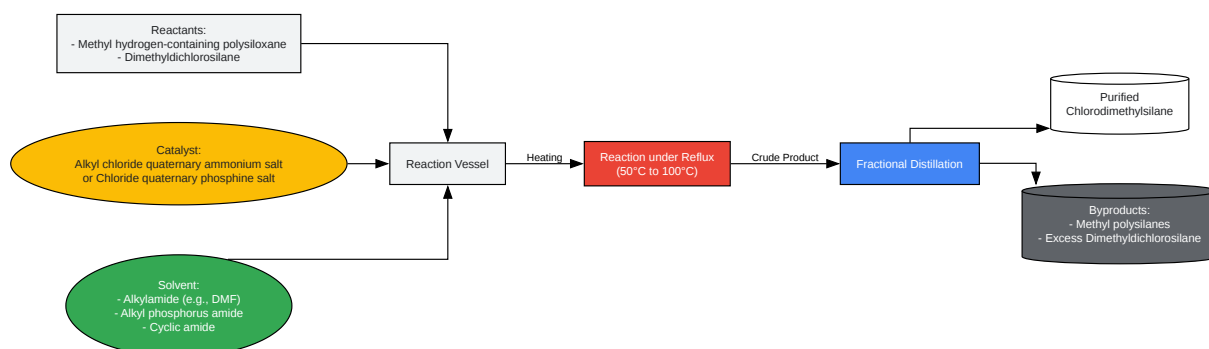 Reactants:
- Methyl hydrogen-containing polysiloxane
- Dimethyldichlorosilane
Catalyst:
Alkyl chloride quaternary ammonium salt
or Chloride quaternary phosphine salt
Solvent:
- Alkylamide (e.g., DMF)
- Alkyl phosphorus amide
- Cyclic amide
Reaction Vessel
Heating
Reaction under Reflux
(50°C to 100°C)
Crude Product
Fractional Distillation
Purified
Chlorodimethylsilane
Byproducts:
- Methyl polysilanes
- Excess Dimethyldichlorosilane